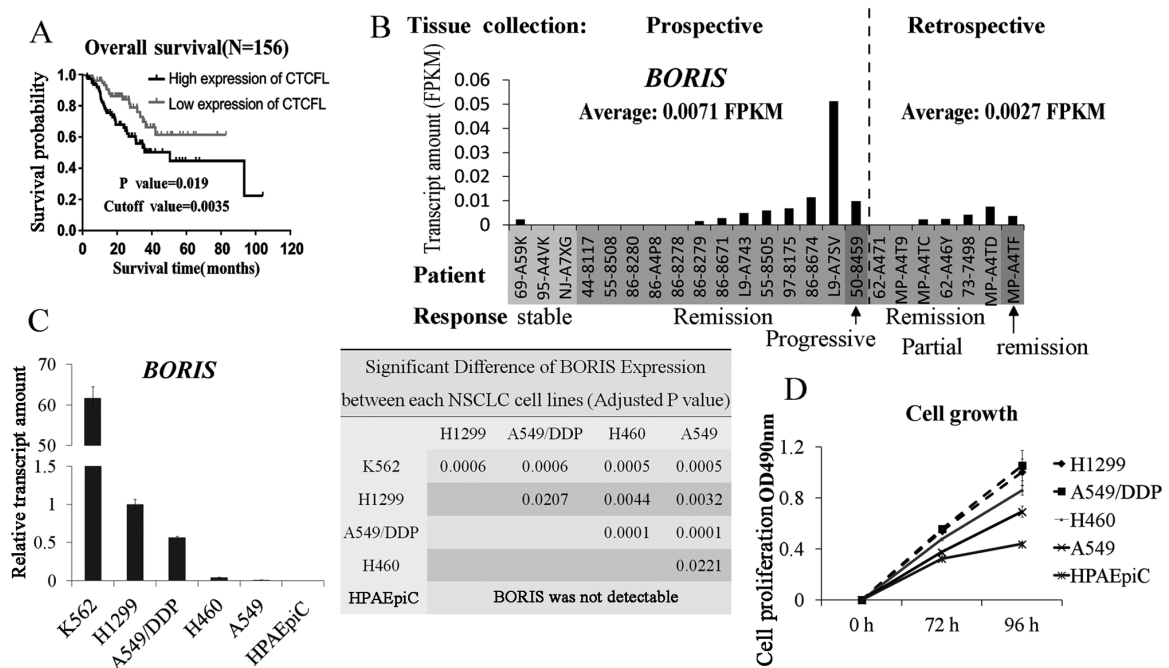 A
Overall survival(N=156)
High expression of CTCFL
Low expression of CTCFL
Survival probability
1.0
0.8
0.6
0.4
0.2
0.0
P value=0.019
Cutoff value=0.0035
0 20 40 60 80 100 120
Survival time(months)
B
Tissue collection: Prospective Retrospective
BORIS
Average: 0.0071 FPKM Average: 0.0027 FPKM
Transcript amount (FPKM)
0.06
0.05
0.04
0.03
0.02
0.01
0
Patient
69-A59K
95-A4VK
NJ-A7XG
44-8117
55-8508
86-8280
86-A4P8
86-8278
86-8279
86-8671
L9-A743
55-8505
97-8175
86-8674
L9-A7SV
50-8459
62-A471
MP-A4T9
MP-A4TC
62-A46Y
73-7498
MP-A4TD
MP-A4TF
Response stable Remission Remission
Progressive Partial remission
C
BORIS
Relative transcript amount
70
60
50
1.5
1
0.5
0
K562
H1299
A549/DDP
H460
A549
HPAEpiC
Significant Difference of BORIS Expression
between each NSCLC cell lines (Adjusted P value)
H1299 A549/DDP H460 A549
K562 0.0006 0.0006 0.0005 0.0005
H1299 0.0207 0.0044 0.0032
A549/DDP 0.0001 0.0001
H460 0.0221
HPAEpiC BORIS was not detectable
D
Cell growth
Cell proliferation OD490nm
1.2
0.8
0.4
0.0
0 h 72 h 96 h
H1299
A549/DDP
H460
A549
HPAEpiC